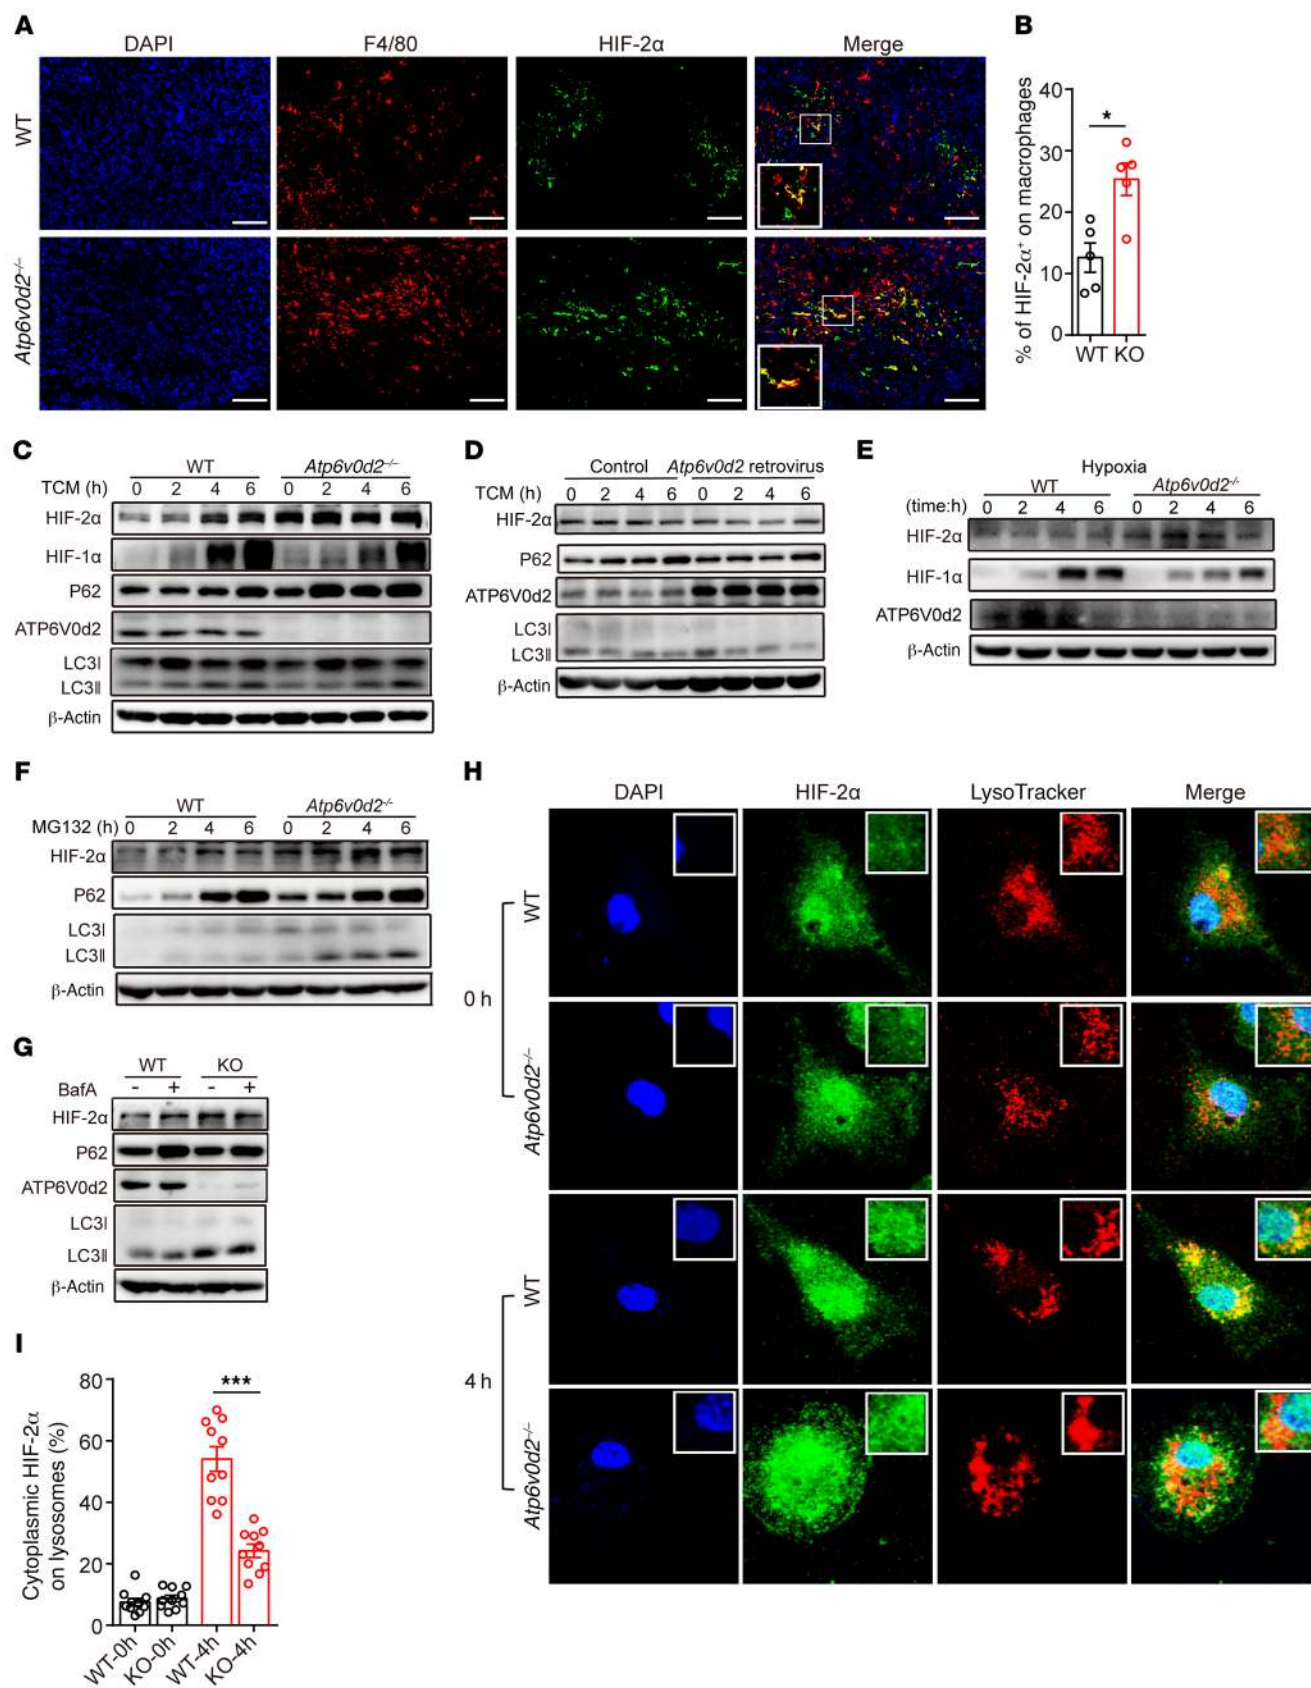 A
DAPI F4/80 HIF-2α Merge
WT
Atp6v0d2–/–
B
% of HIF-2α+ on macrophages
40
30
20
10
0
*
WT KO
C
WT Atp6v0d2–/–
TCM (h) 0 2 4 6 0 2 4 6
HIF-2α
HIF-1α
P62
ATP6V0d2
LC3Ⅰ
LC3Ⅱ
β-Actin
D
Control Atp6v0d2 retrovirus
TCM (h) 0 2 4 6 0 2 4 6
HIF-2α
P62
ATP6V0d2
LC3Ⅰ
LC3Ⅱ
β-Actin
E
Hypoxia
WT Atp6v0d2-/-
(time:h) 0 2 4 6 0 2 4 6
HIF-2α
HIF-1α
ATP6V0d2
β-Actin
F
WT Atp6v0d2-/-
MG132 (h) 0 2 4 6 0 2 4 6
HIF-2α
P62
LC3Ⅰ
LC3Ⅱ
β-Actin
G
WT KO
BafA - + - +
HIF-2α
P62
ATP6V0d2
LC3Ⅰ
LC3Ⅱ
β-Actin
H
DAPI HIF-2α LysoTracker Merge
0 h
WT
Atp6v0d2–/–
4 h
WT
Atp6v0d2–/–
I
Cytoplasmic HIF-2α
on lysosomes (%)
80
60
40
20
0
***
WT-0h KO-0h WT-4h KO-4h